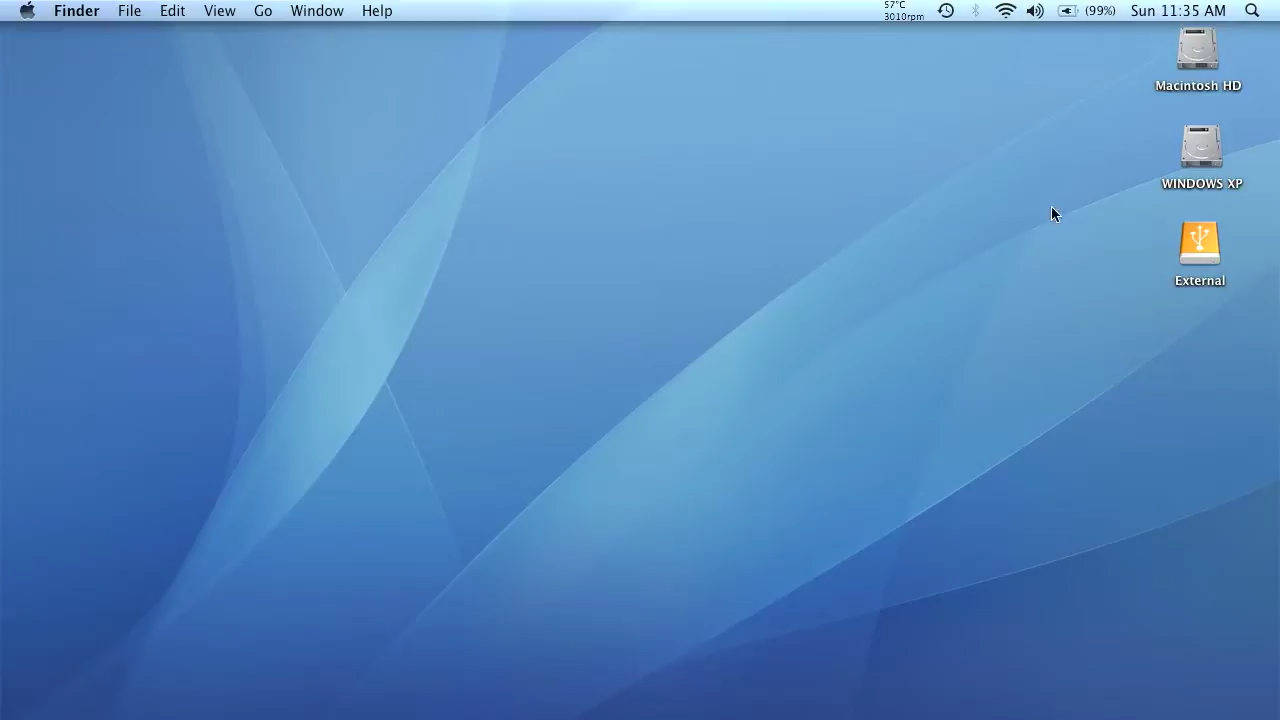 Finder File Edit View Go Window Help 57°C 3010rpm (99%) Sun 11:35 AM
Macintosh HD
WINDOWS XP
External